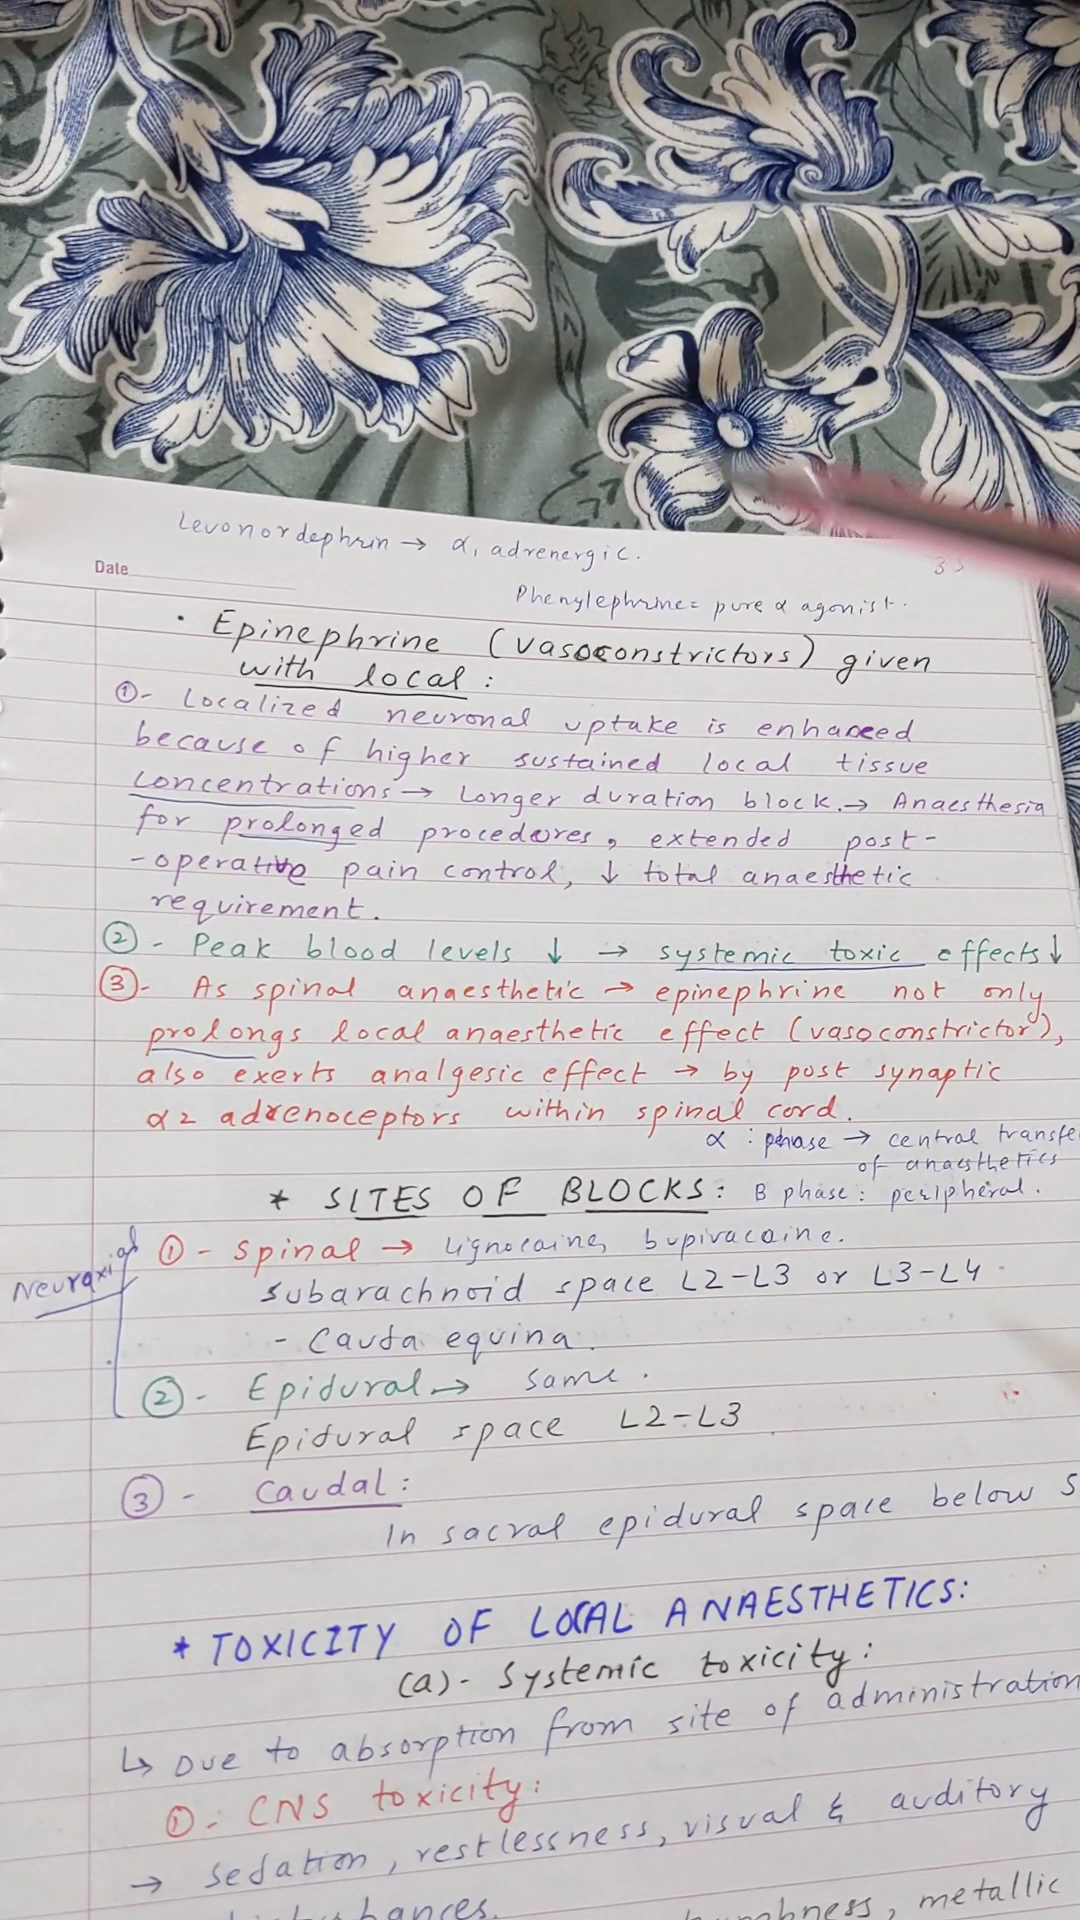 Levonordephrin → α₁ adrenergic.
Date
Phenylephrine = pure α agonist.
• Epinephrine (vasoconstrictors) given
with local :
①- Localized neuronal uptake is enhanced
because of higher sustained local tissue
concentrations → Longer duration block. → Anaesthesia
for prolonged procedures, extended post-
-operative pain control, ↓ total anaesthetic
requirement.
②- Peak blood levels ↓ → systemic toxic effects ↓
③- As spinal anaesthetic → epinephrine not only
prolongs local anaesthetic effect (vasoconstrictor),
also exerts analgesic effect → by post synaptic
α2 adrenoceptors within spinal cord.
α : phase → central transfe
of anaesthetics
* SITES OF BLOCKS: B phase : peripheral.
Neuraxial
①- Spinal → Lignocaine, bupivacaine.
Subarachnoid space L2-L3 or L3-L4
- Cauda equina.
②- Epidural → same.
Epidural space L2-L3
③- Caudal :
In sacral epidural space below S
* TOXICITY OF LOCAL ANAESTHETICS:
(a)- Systemic toxicity :
↳ Due to absorption from site of administration
①- CNS toxicity :
→ Sedation, restlessness, visual & auditory
metallic